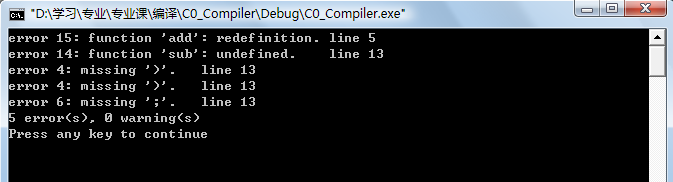 "D:\学习\专业\专业课\编译\C0_Compiler\Debug\C0_Compiler.exe"
error 15: function 'add': redefinition. line 5
error 14: function 'sub': undefined.    line 13
error 4: missing ')'.   line 13
error 4: missing ')'.   line 13
error 6: missing ';'.   line 13
5 error(s), 0 warning(s)
Press any key to continue